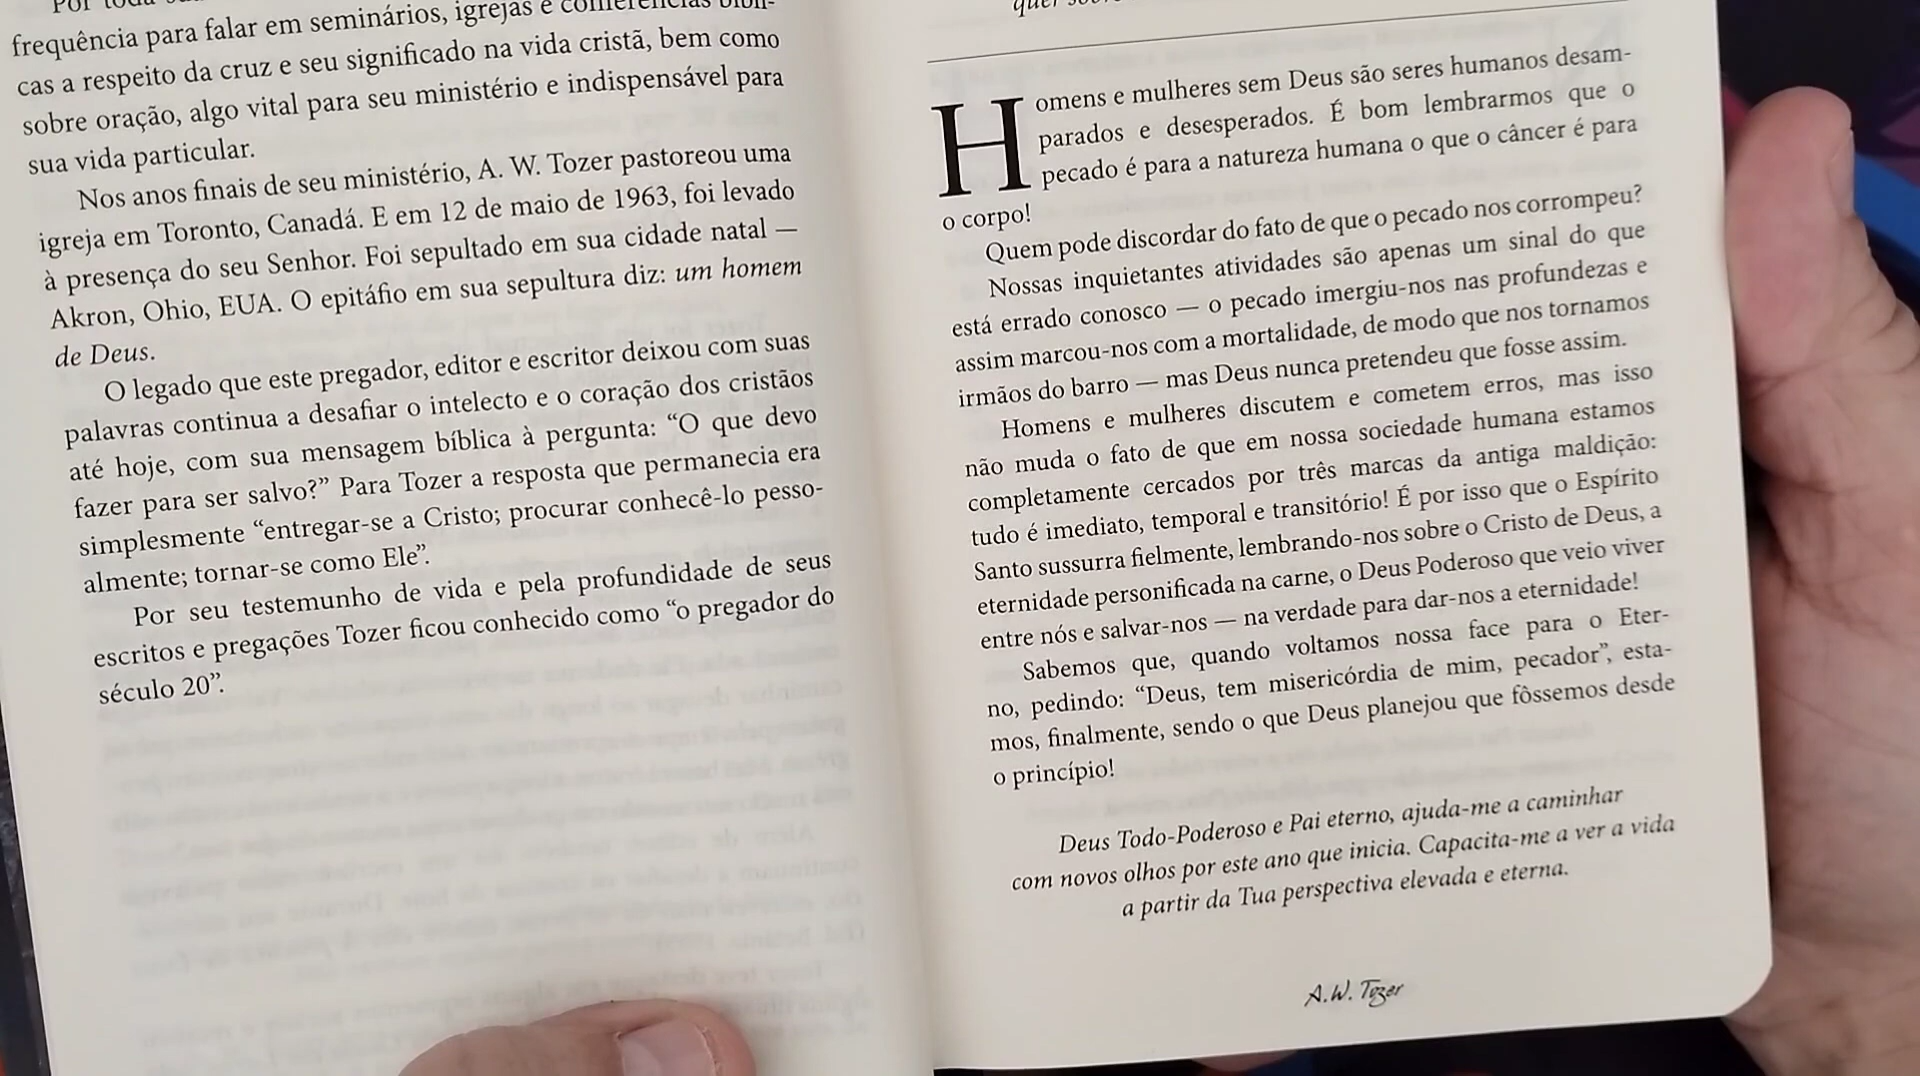 Por toda sua
frequência para falar em seminários, igrejas e conferências bíbli-
cas a respeito da cruz e seu significado na vida cristã, bem como
sobre oração, algo vital para seu ministério e indispensável para
sua vida particular.
Nos anos finais de seu ministério, A. W. Tozer pastoreou uma
igreja em Toronto, Canadá. E em 12 de maio de 1963, foi levado
à presença do seu Senhor. Foi sepultado em sua cidade natal —
Akron, Ohio, EUA. O epitáfio em sua sepultura diz: um homem
de Deus.
O legado que este pregador, editor e escritor deixou com suas
palavras continua a desafiar o intelecto e o coração dos cristãos
até hoje, com sua mensagem bíblica à pergunta: “O que devo
fazer para ser salvo?” Para Tozer a resposta que permanecia era
simplesmente “entregar-se a Cristo; procurar conhecê-lo pesso-
almente; tornar-se como Ele”.
Por seu testemunho de vida e pela profundidade de seus
escritos e pregações Tozer ficou conhecido como “o pregador do
século 20”.
quer
Homens e mulheres sem Deus são seres humanos desam-
parados e desesperados. É bom lembrarmos que o
pecado é para a natureza humana o que o câncer é para
o corpo!
Quem pode discordar do fato de que o pecado nos corrompeu?
Nossas inquietantes atividades são apenas um sinal do que
está errado conosco — o pecado imergiu-nos nas profundezas e
assim marcou-nos com a mortalidade, de modo que nos tornamos
irmãos do barro — mas Deus nunca pretendeu que fosse assim.
Homens e mulheres discutem e cometem erros, mas isso
não muda o fato de que em nossa sociedade humana estamos
completamente cercados por três marcas da antiga maldição:
tudo é imediato, temporal e transitório! É por isso que o Espírito
Santo sussurra fielmente, lembrando-nos sobre o Cristo de Deus, a
eternidade personificada na carne, o Deus Poderoso que veio viver
entre nós e salvar-nos — na verdade para dar-nos a eternidade!
Sabemos que, quando voltamos nossa face para o Eter-
no, pedindo: “Deus, tem misericórdia de mim, pecador”, esta-
mos, finalmente, sendo o que Deus planejou que fôssemos desde
o princípio!
Deus Todo-Poderoso e Pai eterno, ajuda-me a caminhar
com novos olhos por este ano que inicia. Capacita-me a ver a vida
a partir da Tua perspectiva elevada e eterna.
A.W. Tozer